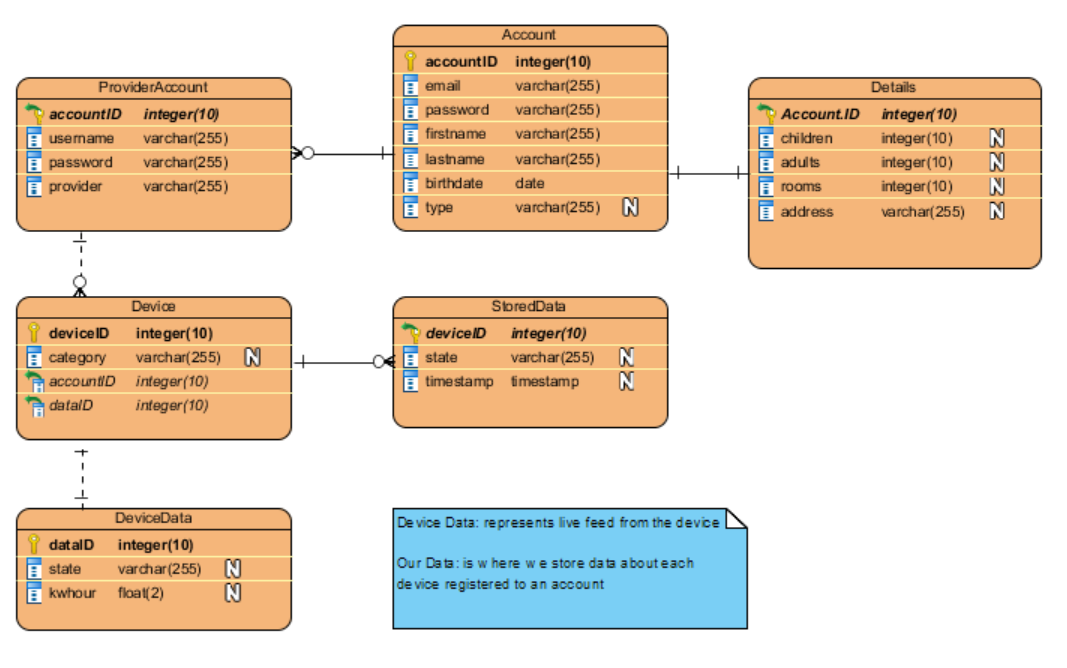 Account
accountID integer(10)
email varchar(255)
password varchar(255)
firstname varchar(255)
lastname varchar(255)
birthdate date
type varchar(255) N
ProviderAccount
accountID integer(10)
username varchar(255)
password varchar(255)
provider varchar(255)
Details
Account.ID integer(10)
children integer(10) N
adults integer(10) N
rooms integer(10) N
address varchar(255) N
Device
deviceID integer(10)
category varchar(255) N
accountID integer(10)
dataID integer(10)
StoredData
deviceID integer(10)
state varchar(255) N
timestamp timestamp N
DeviceData
dataID integer(10)
state varchar(255) N
kwhour float(2) N
Device Data: represents live feed from the device
Our Data: is where we store data about each
device registered to an account